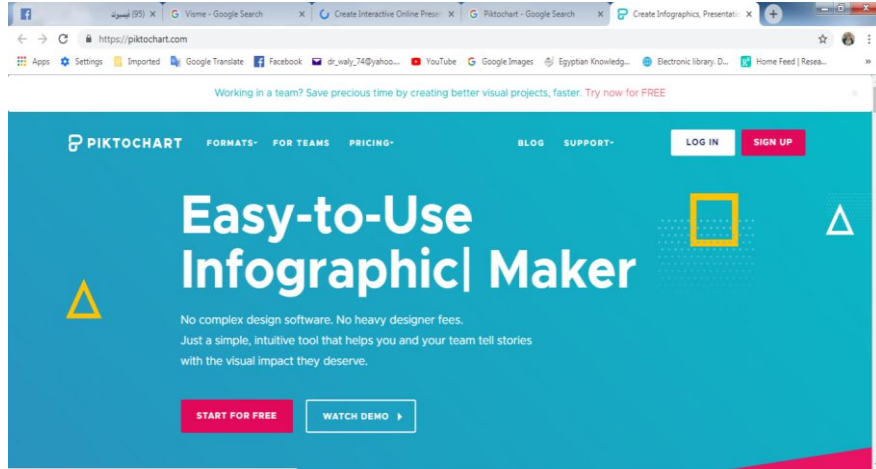 (95) فيسبوك
Visme - Google Search
Create Interactive Online Presen
Piktochart - Google Search
Create Infographics, Presentatic
https://piktochart.com
Apps Settings Imported Google Translate Facebook dr_waly_74@yahoo... YouTube Google Images Egyptian Knowledg... Electronic library. D... Home Feed | Resea... »
Working in a team? Save precious time by creating better visual projects, faster. Try now for FREE
PIKTOCHART FORMATS FOR TEAMS PRICING BLOG SUPPORT LOG IN SIGN UP
Easy-to-Use
Infographic| Maker
No complex design software. No heavy designer fees.
Just a simple, intuitive tool that helps you and your team tell stories
with the visual impact they deserve.
START FOR FREE WATCH DEMO